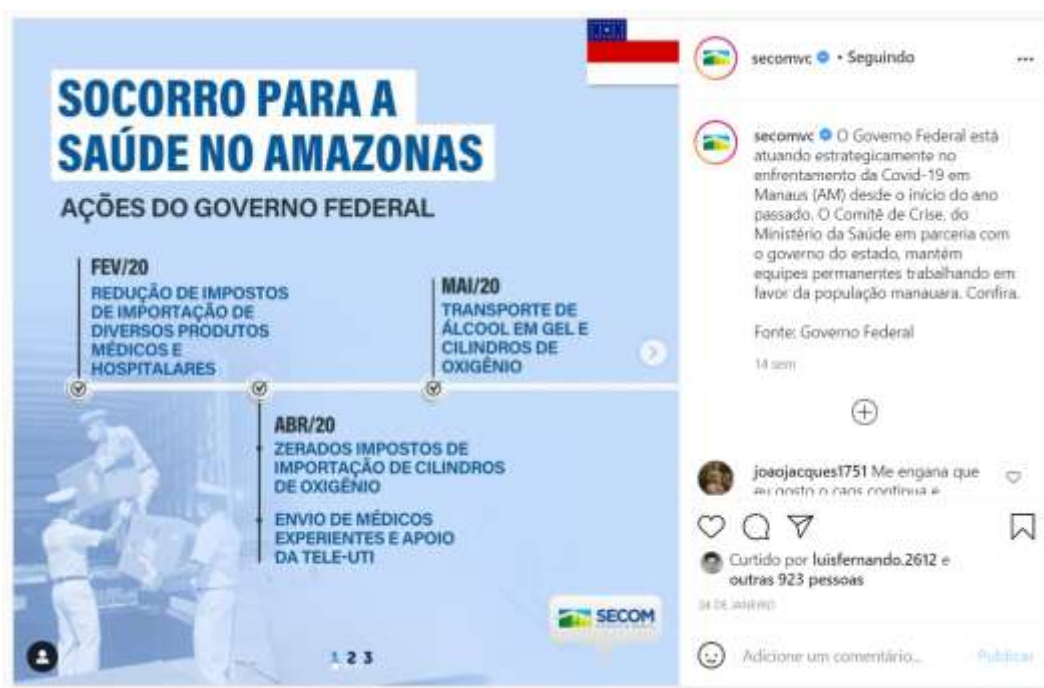 SOCORRO PARA A
SAÚDE NO AMAZONAS
AÇÕES DO GOVERNO FEDERAL
FEV/20
REDUÇÃO DE IMPOSTOS
DE IMPORTAÇÃO DE
DIVERSOS PRODUTOS
MÉDICOS E
HOSPITALARES
MAI/20
TRANSPORTE DE
ÁLCOOL EM GEL E
CILINDROS DE
OXIGÊNIO
ABR/20
ZERADOS IMPOSTOS DE
IMPORTAÇÃO DE CILINDROS
DE OXIGÊNIO
ENVIO DE MÉDICOS
EXPERIENTES E APOIO
DA TELE-UTI
SECOM
1 2 3
secomvc • Seguindo
secomvc O Governo Federal está
atuando estrategicamente no
enfrentamento da Covid-19 em
Manaus (AM) desde o início do ano
passado. O Comitê de Crise, do
Ministério da Saúde em parceria com
o governo do estado, mantém
equipes permanentes trabalhando em
favor da população manauara. Confira.
Fonte: Governo Federal
14 sem
joaojacques1751 Me engana que
eu gosto o caos continua e
Curtido por luisfernando.2612 e
outras 923 pessoas
24 DE JANEIRO
Adicione um comentário...
Publicar